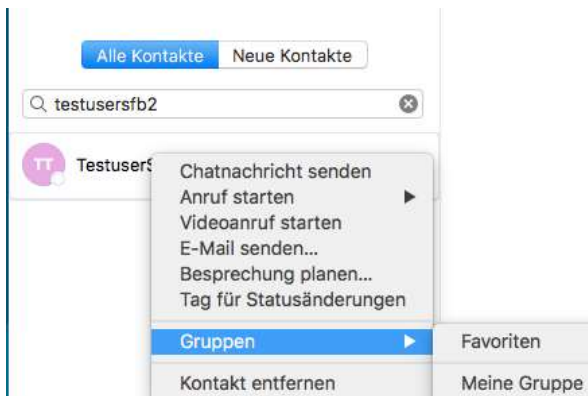 Alle Kontakte Neue Kontakte
testusersfb2
TT TestuserS
Chatnachricht senden
Anruf starten
Videoanruf starten
E-Mail senden...
Besprechung planen...
Tag für Statusänderungen
Gruppen Favoriten
Kontakt entfernen Meine Gruppe